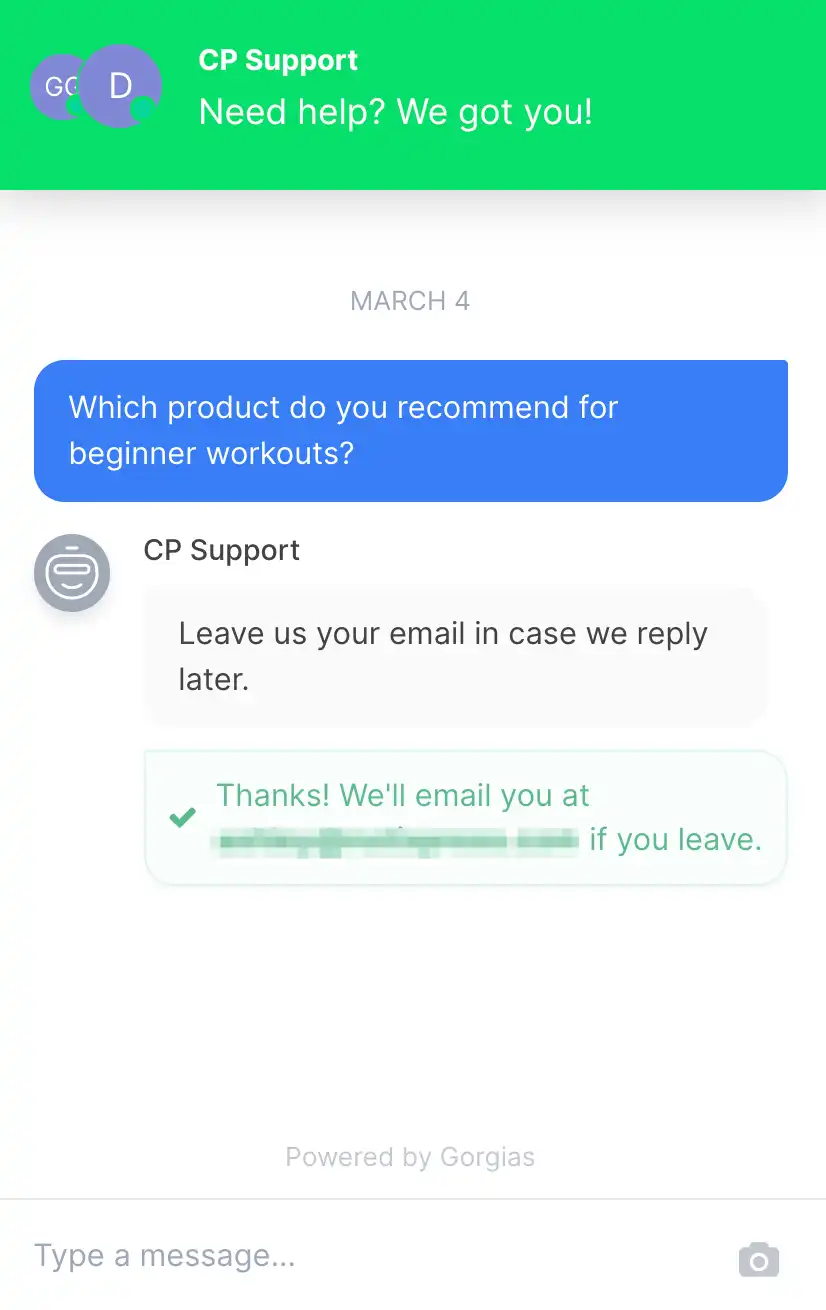 GG
D
CP Support
Need help? We got you!
MARCH 4
Which product do you recommend for
beginner workouts?
CP Support
Leave us your email in case we reply
later.
Thanks! We'll email you at
if you leave.
Powered by Gorgias
Type a message...